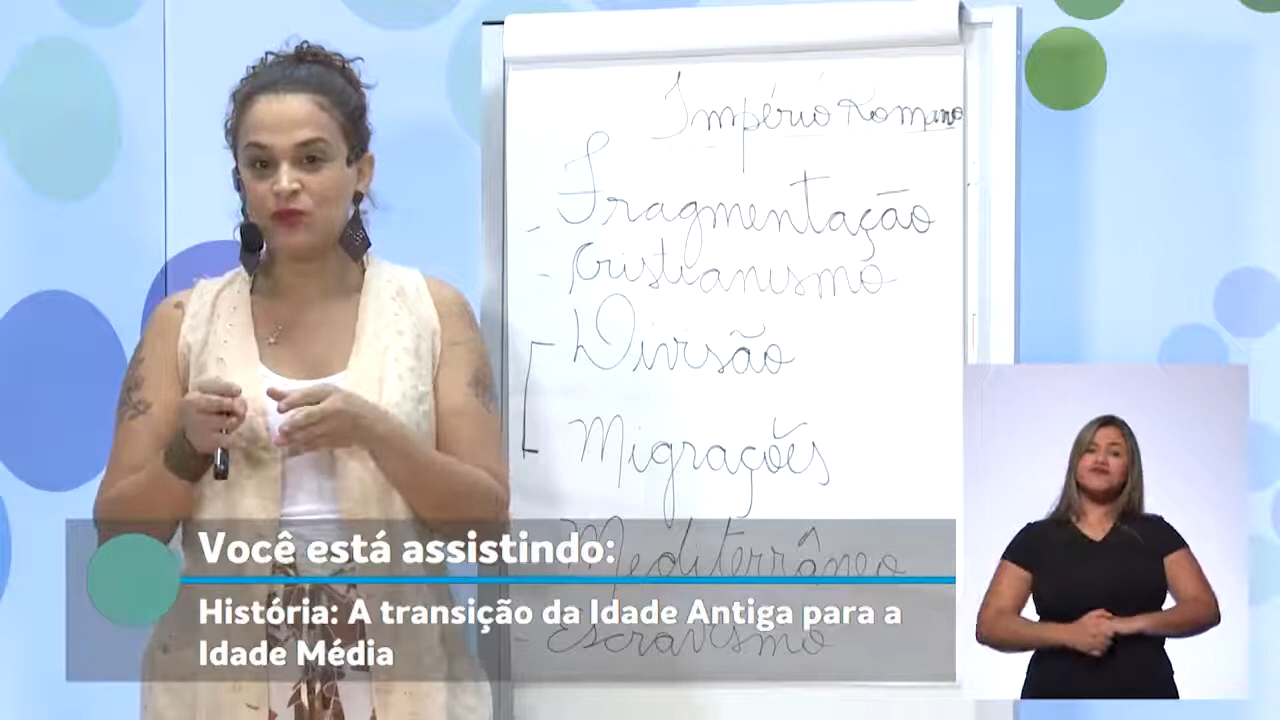 Império Romano
- Fragmentação
- Cristianismo
Divisão
Migrações
Mediterrâneo
- Escravismo
Você está assistindo:
História: A transição da Idade Antiga para a
Idade Média